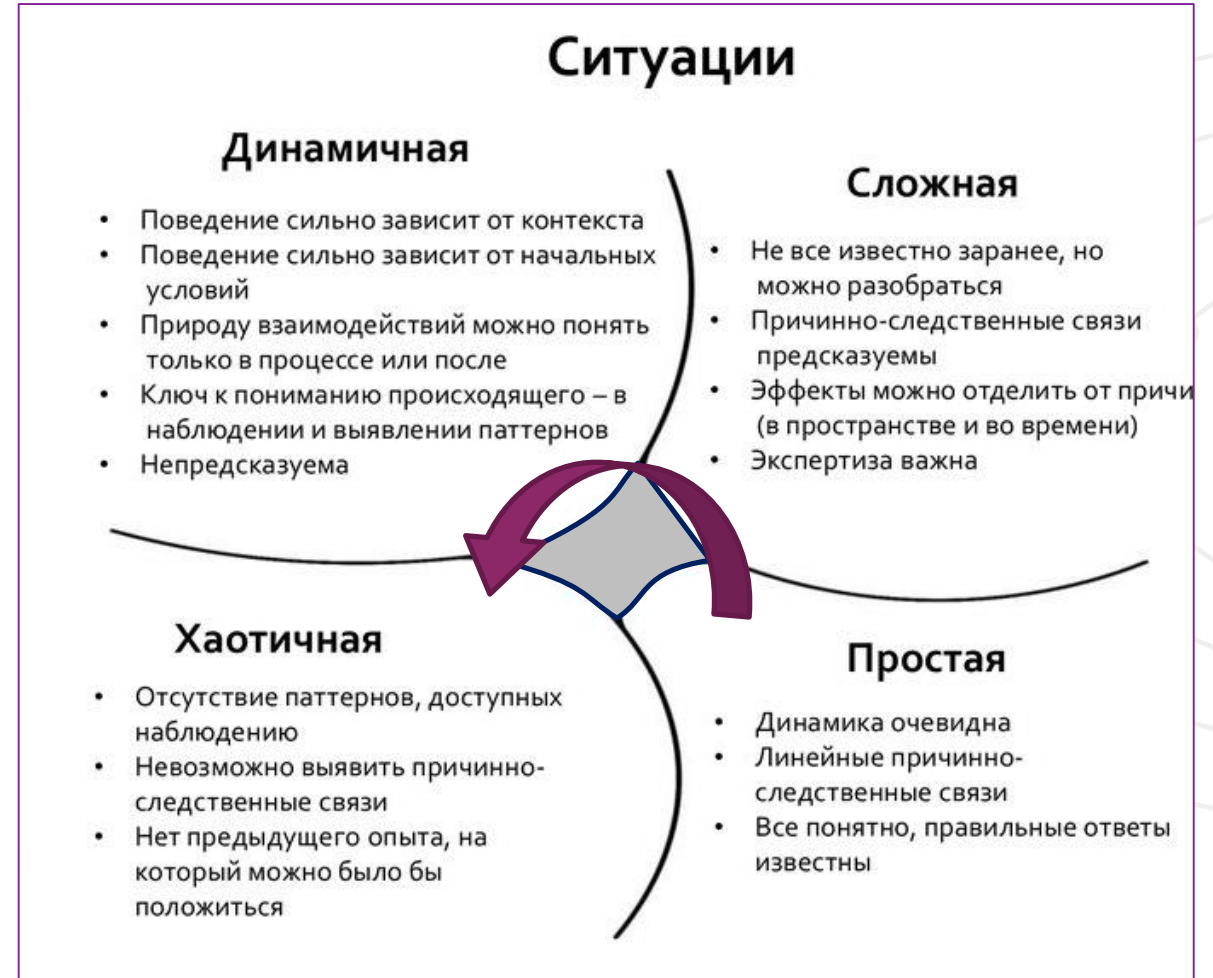 Ситуации
Динамичная
• Поведение сильно зависит от контекста
• Поведение сильно зависит от начальных
условий
• Природу взаимодействий можно понять
только в процессе или после
• Ключ к пониманию происходящего – в
наблюдении и выявлении паттернов
• Непредсказуема
Сложная
• Не все известно заранее, но
можно разобраться
• Причинно-следственные связи
предсказуемы
• Эффекты можно отделить от причи
(в пространстве и во времени)
• Экспертиза важна
Хаотичная
• Отсутствие паттернов, доступных
наблюдению
• Невозможно выявить причинно-
следственные связи
• Нет предыдущего опыта, на
который можно было бы
положиться
Простая
• Динамика очевидна
• Линейные причинно-
следственные связи
• Все понятно, правильные ответы
известны